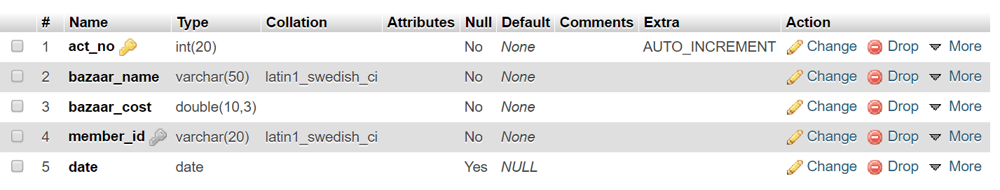 # Name Type Collation Attributes Null Default Comments Extra Action
1 act_no int(20) No None AUTO_INCREMENT Change Drop More
2 bazaar_name varchar(50) latin1_swedish_ci No None Change Drop More
3 bazaar_cost double(10,3) No None Change Drop More
4 member_id varchar(20) latin1_swedish_ci No None Change Drop More
5 date date Yes NULL Change Drop More